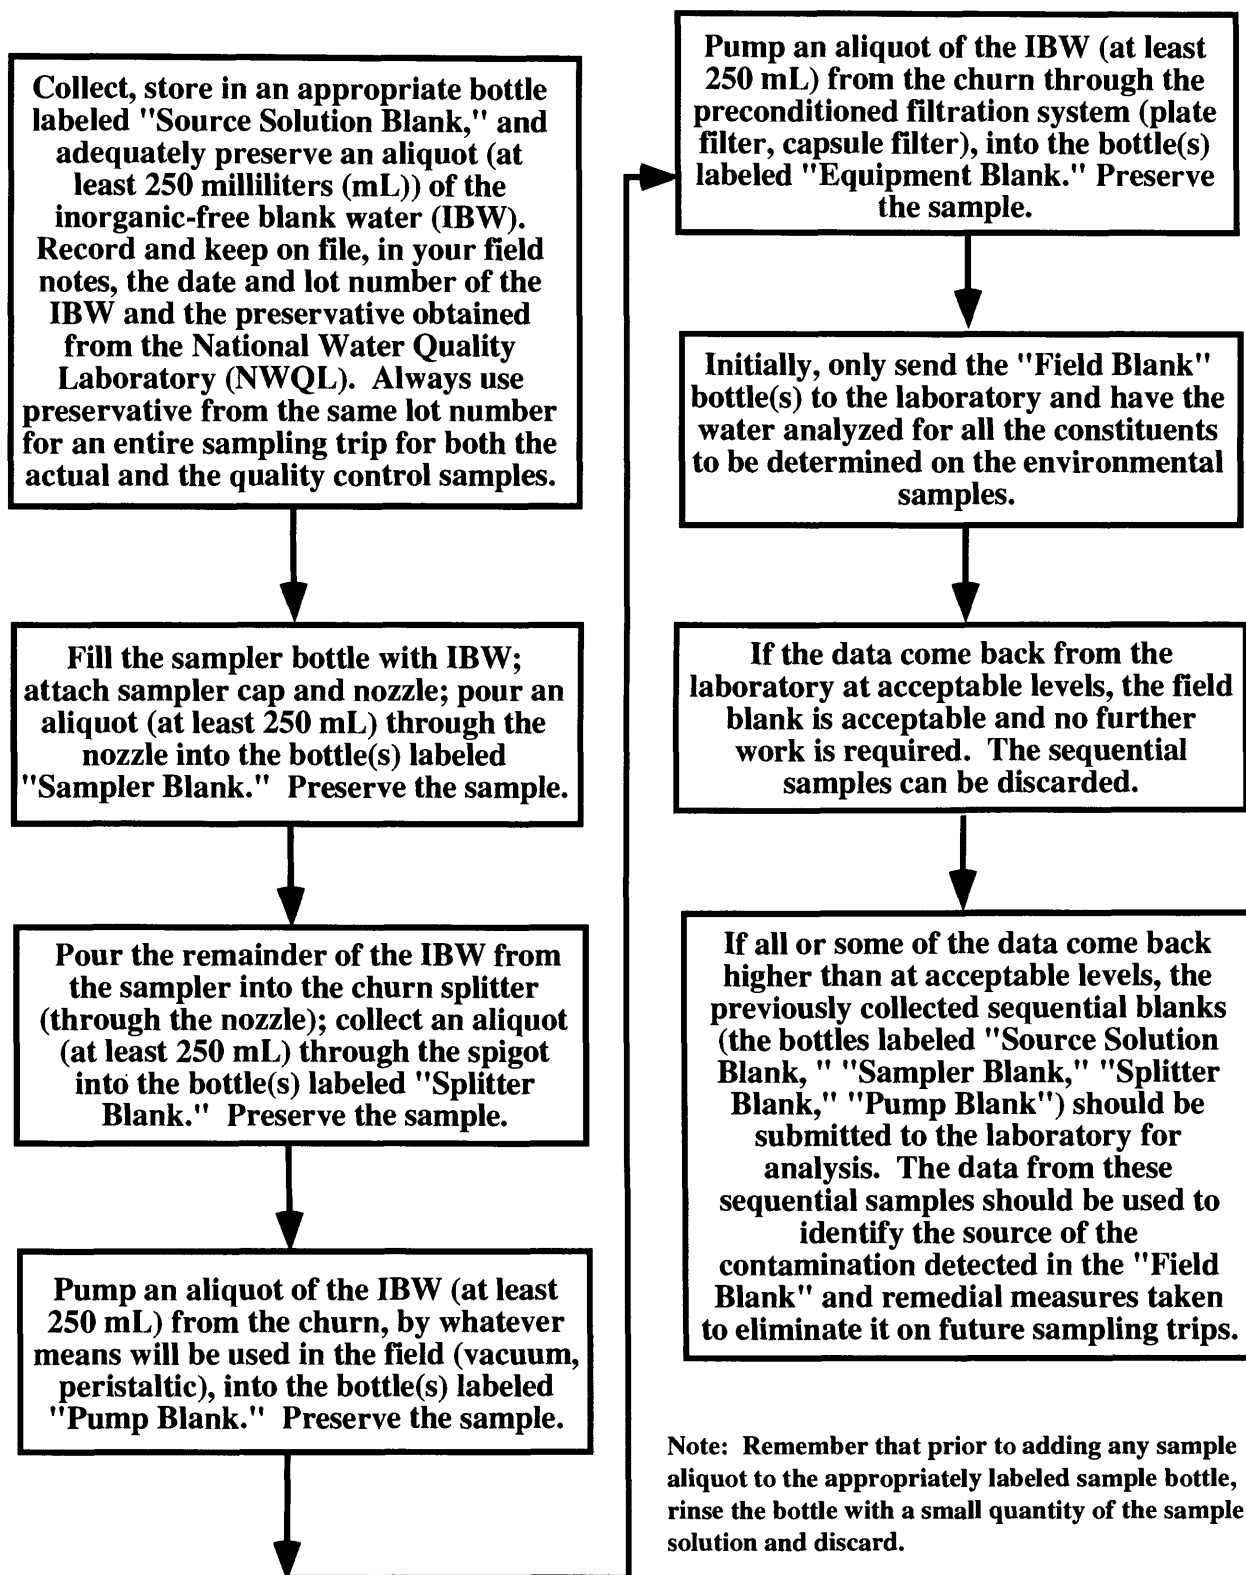 Collect, store in an appropriate bottle
labeled "Source Solution Blank," and
adequately preserve an aliquot (at
least 250 milliliters (mL)) of the
inorganic-free blank water (IBW).
Record and keep on file, in your field
notes, the date and lot number of the
IBW and the preservative obtained
from the National Water Quality
Laboratory (NWQL).  Always use
preservative from the same lot number
for an entire sampling trip for both the
actual and the quality control samples.
Fill the sampler bottle with IBW;
attach sampler cap and nozzle; pour an
aliquot (at least 250 mL) through the
nozzle into the bottle(s) labeled
"Sampler Blank."  Preserve the sample.
Pour the remainder of the IBW from
the sampler into the churn splitter
(through the nozzle); collect an aliquot
(at least 250 mL) through the spigot
into the bottle(s) labeled "Splitter
Blank."  Preserve the sample.
Pump an aliquot of the IBW (at least
250 mL) from the churn, by whatever
means will be used in the field (vacuum,
peristaltic), into the bottle(s) labeled
"Pump Blank."  Preserve the sample.
Pump an aliquot of the IBW (at least
250 mL) from the churn through the
preconditioned filtration system (plate
filter, capsule filter), into the bottle(s)
labeled "Equipment Blank." Preserve
the sample.
Initially, only send the "Field Blank"
bottle(s) to the laboratory and have the
water analyzed for all the constituents
to be determined on the environmental
samples.
If the data come back from the
laboratory at acceptable levels, the field
blank is acceptable and no further
work is required.  The sequential
samples can be discarded.
If all or some of the data come back
higher than at acceptable levels, the
previously collected sequential blanks
(the bottles labeled "Source Solution
Blank, " "Sampler Blank," "Splitter
Blank," "Pump Blank") should be
submitted to the laboratory for
analysis.  The data from these
sequential samples should be used to
identify the source of the
contamination detected in the "Field
Blank" and remedial measures taken
to eliminate it on future sampling trips.
Note:  Remember that prior to adding any sample
aliquot to the appropriately labeled sample bottle,
rinse the bottle with a small quantity of the sample
solution and discard.